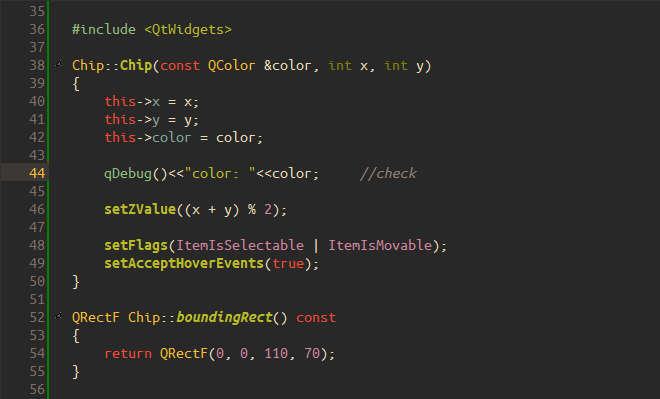 35
36 #include <QtWidgets>
37
38 Chip::Chip(const QColor &color, int x, int y)
39 {
40     this->x = x;
41     this->y = y;
42     this->color = color;
43
44     qDebug()<<"color: "<<color;     //check
45
46     setZValue((x + y) % 2);
47
48     setFlags(ItemIsSelectable | ItemIsMovable);
49     setAcceptHoverEvents(true);
50 }
51
52 QRectF Chip::boundingRect() const
53 {
54     return QRectF(0, 0, 110, 70);
55 }
56